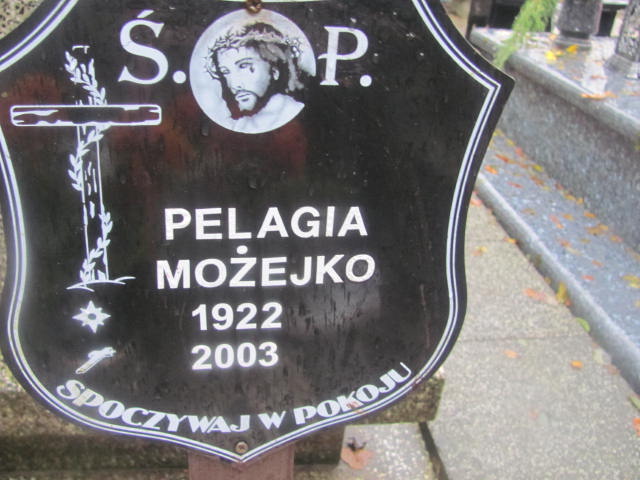 Ś. P.
PELAGIA
MOŻEJKO
1922
2003
SPOCZYWAJ W POKOJU